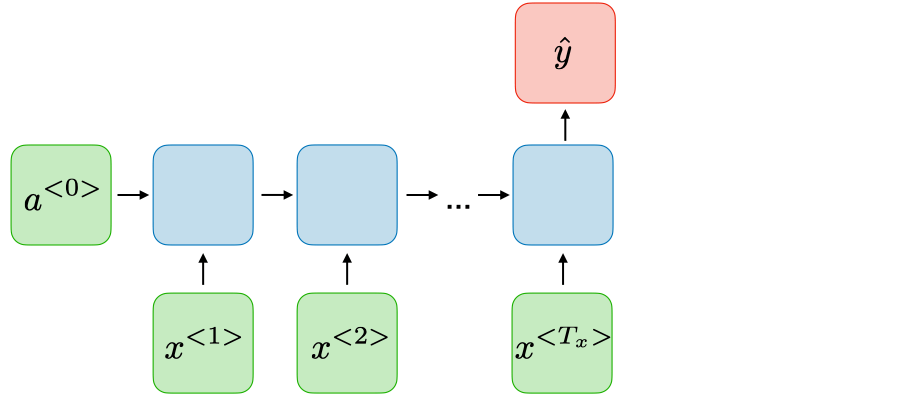 ŷ
a<0>
...
x<1>
x<2>
x<Tx>